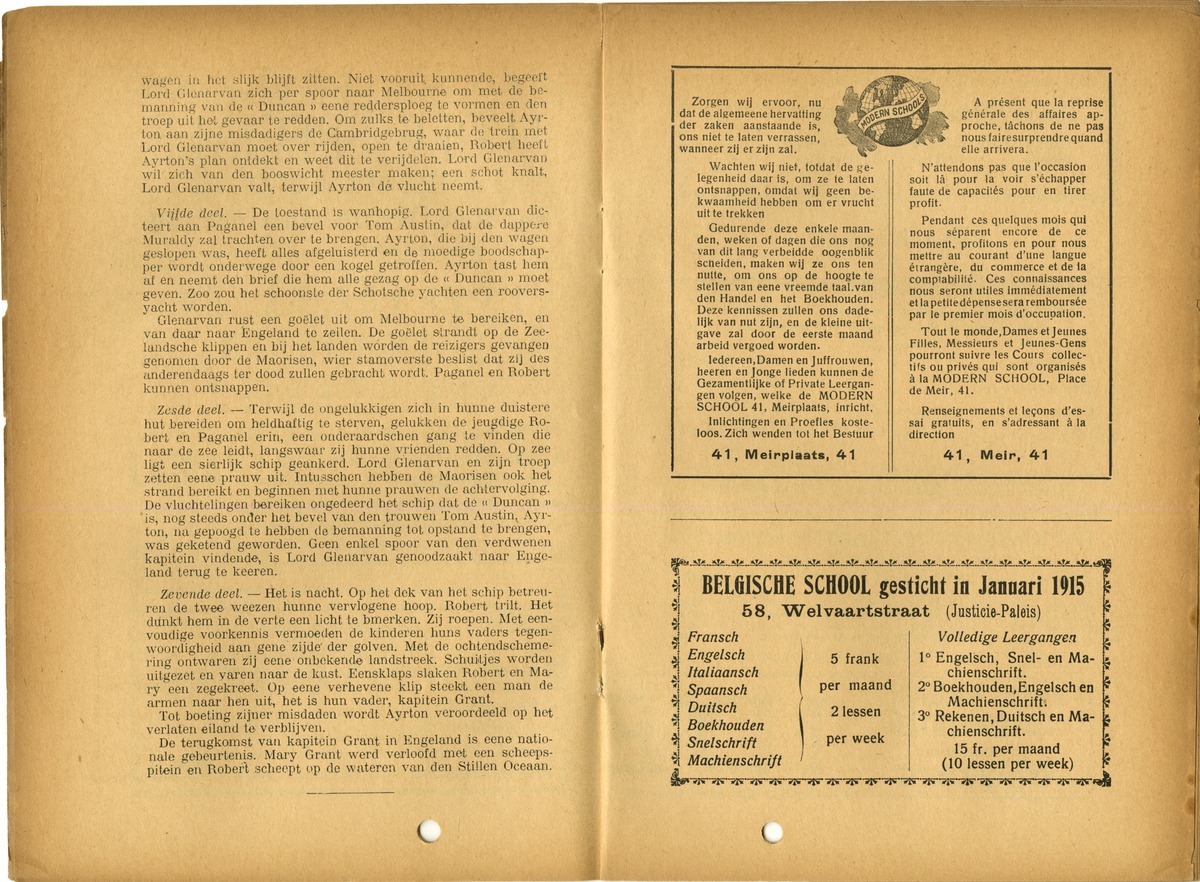 wagen in het slijk blijft zitten. Niet vooruit kunnende, begeeft
Lord Glenarvan zich per spoor naar Melbourne om met de be-
manning van de « Duncan » eene reddersploeg te vormen en den
troep uit het gevaar te redden. Om zulks te beletten, beveelt Ayr-
ton aan zijne misdadigers de Cambridgebrug, waar de trein met
Lord Glenarvan moet over rijden, open te draaien, Robert heeft
Ayrton's plan ontdekt en weet dit te verijdelen. Lord Glenarvan
wil zich van den booswicht meester maken; een schot knalt,
Lord Glenarvan valt, terwijl Ayrton de vlucht neemt.
Vijfde deel. — De toestand is wanhopig. Lord Glenarvan dic-
teert aan Paganel een bevel voor Tom Austin, dat de dappere
Muraldy zal trachten over te brengen. Ayrton, die bij den wagen
geslopen was, heeft alles afgeluisterd en de moedige boodschap-
per wordt onderwege door een kogel getroffen. Ayrton tast hem
af en neemt den brief die hem alle gezag op de « Duncan » moet
geven. Zoo zou het schoonste der Schotsche yachten een roovers-
yacht worden.
Glenarvan rust een goëlet uit om Melbourne te bereiken, en
van daar naar Engeland te zeilen. De goëlet strandt op de Zee-
landsche klippen en bij het landen worden de reizigers gevangen
genomen door de Maorisen, wier stamoverste beslist dat zij des
anderendaags ter dood zullen gebracht wordt. Paganel en Robert
kunnen ontsnappen.
Zesde deel. — Terwijl de ongelukkigen zich in hunne duistere
hut bereiden om heldhaftig te sterven, gelukken de jeugdige Ro-
bert en Paganel erin, een onderaardschen gang te vinden die
naar de zee leidt, langswaar zij hunne vrienden redden. Op zee
ligt een sierlijk schip geankerd. Lord Glenarvan en zijn troep
zetten eene prauw uit. Intusschen hebben de Maorisen ook het
strand bereikt en beginnen met hunne prauwen de achtervolging.
De vluchtelingen bereiken ongedeerd het schip dat de « Duncan »
is, nog steeds onder het bevel van den trouwen Tom Austin, Ayr-
ton, na gepoogd te hebben de bemanning tot opstand te brengen,
was geketend geworden. Geen enkel spoor van den verdwenen
kapitein vindende, is Lord Glenarvan genoodzaakt naar Enge-
land terug te keeren.
Zevende deel. — Het is nacht. Op het dek van het schip betreu-
ren de twee weezen hunne vervlogene hoop. Robert trilt. Het
dunkt hem in de verte een licht te bmerken. Zij roepen. Met een-
voudige voorkennis vermoeden de kinderen huns vaders tegen-
woordigheid aan gene zijde der golven. Met de ochtendscheme-
ring ontwaren zij eene onbekende landstreek. Schuitjes worden
uitgezet en varen naar de kust. Eensklaps slaken Robert en Ma-
ry een zegekreet. Op eene verhevene klip steekt een man de
armen naar hen uit, het is hun vader, kapitein Grant.
Tot boeting zijner misdaden wordt Ayrton veroordeeld op het
verlaten eiland te verblijven.
De terugkomst van kapitein Grant in Engeland is eene natio-
nale gebeurtenis. Mary Grant werd verloofd met een scheeps-
pitein en Robert scheept op de wateren van den Stillen Oceaan.
MODERN SCHOOLS
Zorgen wij ervoor, nu
dat de algemeene hervatting
der zaken aanstaande is,
ons niet te laten verrassen,
wanneer zij er zijn zal.
Wachten wij niet, totdat de ge-
legenheid daar is, om ze te laten
ontsnappen, omdat wij geen be-
kwaamheid hebben om er vrucht
uit te trekken
Gedurende deze enkele maan-
den, weken of dagen die ons nog
van dit lang verbeidde oogenblik
scheiden, maken wij ze ons ten
nutte, om ons op de hoogte te
stellen van eene vreemde taal.van
den Handel en het Boekhouden.
Deze kennissen zullen ons dade-
lijk van nut zijn, en de kleine uit-
gave zal door de eerste maand
arbeid vergoed worden.
Iedereen, Damen en Juffrouwen,
heeren en Jonge lieden kunnen de
Gezamentlijke of Private Leergan-
gen volgen, welke de MODERN
SCHOOL 41, Meirplaats, inricht.
Inlichtingen en Proefles koste-
loos. Zich wenden tot het Bestuur
41, Meirplaats, 41
A présent que la reprise
générale des affaires ap-
proche, tâchons de ne pas
nous faire surprendre quand
elle arrivera.
N'attendons pas que l'occasion
soit là pour la voir s'échapper
faute de capacités pour en tirer
profit.
Pendant ces quelques mois qui
nous séparent encore de ce
moment, profitons en pour nous
mettre au courant d'une langue
étrangère, du commerce et de la
comptabilité. Ces connaissances
nous seront utiles immédiatement
et la petite dépense sera remboursée
par le premier mois d'occupation.
Tout le monde, Dames et Jeunes
Filles, Messieurs et Jeunes-Gens
pourront suivre les Cours collec-
tifs ou privés qui sont organisés
à la MODERN SCHOOL, Place
de Meir, 41.
Renseignements et leçons d'es-
sai gratuits, en s'adressant à la
direction
41, Meir, 41
BELGISCHE SCHOOL gesticht in Januari 1915
58, Welvaartstraat (Justicie-Paleis)
Fransch
Engelsch
Italiaansch
Spaansch
Duitsch
Boekhouden
Snelschrift
Machienschrift
5 frank
per maand
2 lessen
per week
Volledige Leergangen
1º Engelsch, Snel- en Ma-
chienschrift.
2º Boekhouden, Engelsch en
Machienschrift.
3º Rekenen, Duitsch en Ma-
chienschrift.
15 fr. per maand
(10 lessen per week)